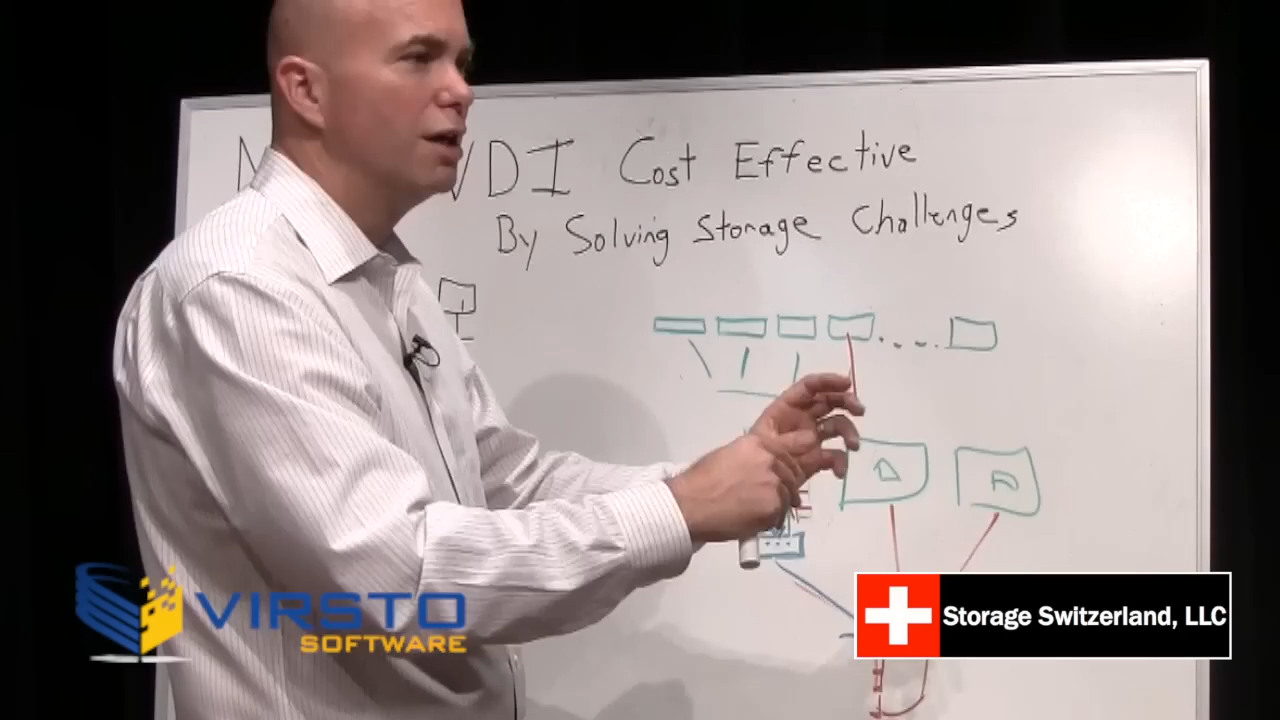 VDI Cost Effective
By Solving Storage Challenges
VIRSTO
SOFTWARE
Storage Switzerland, LLC